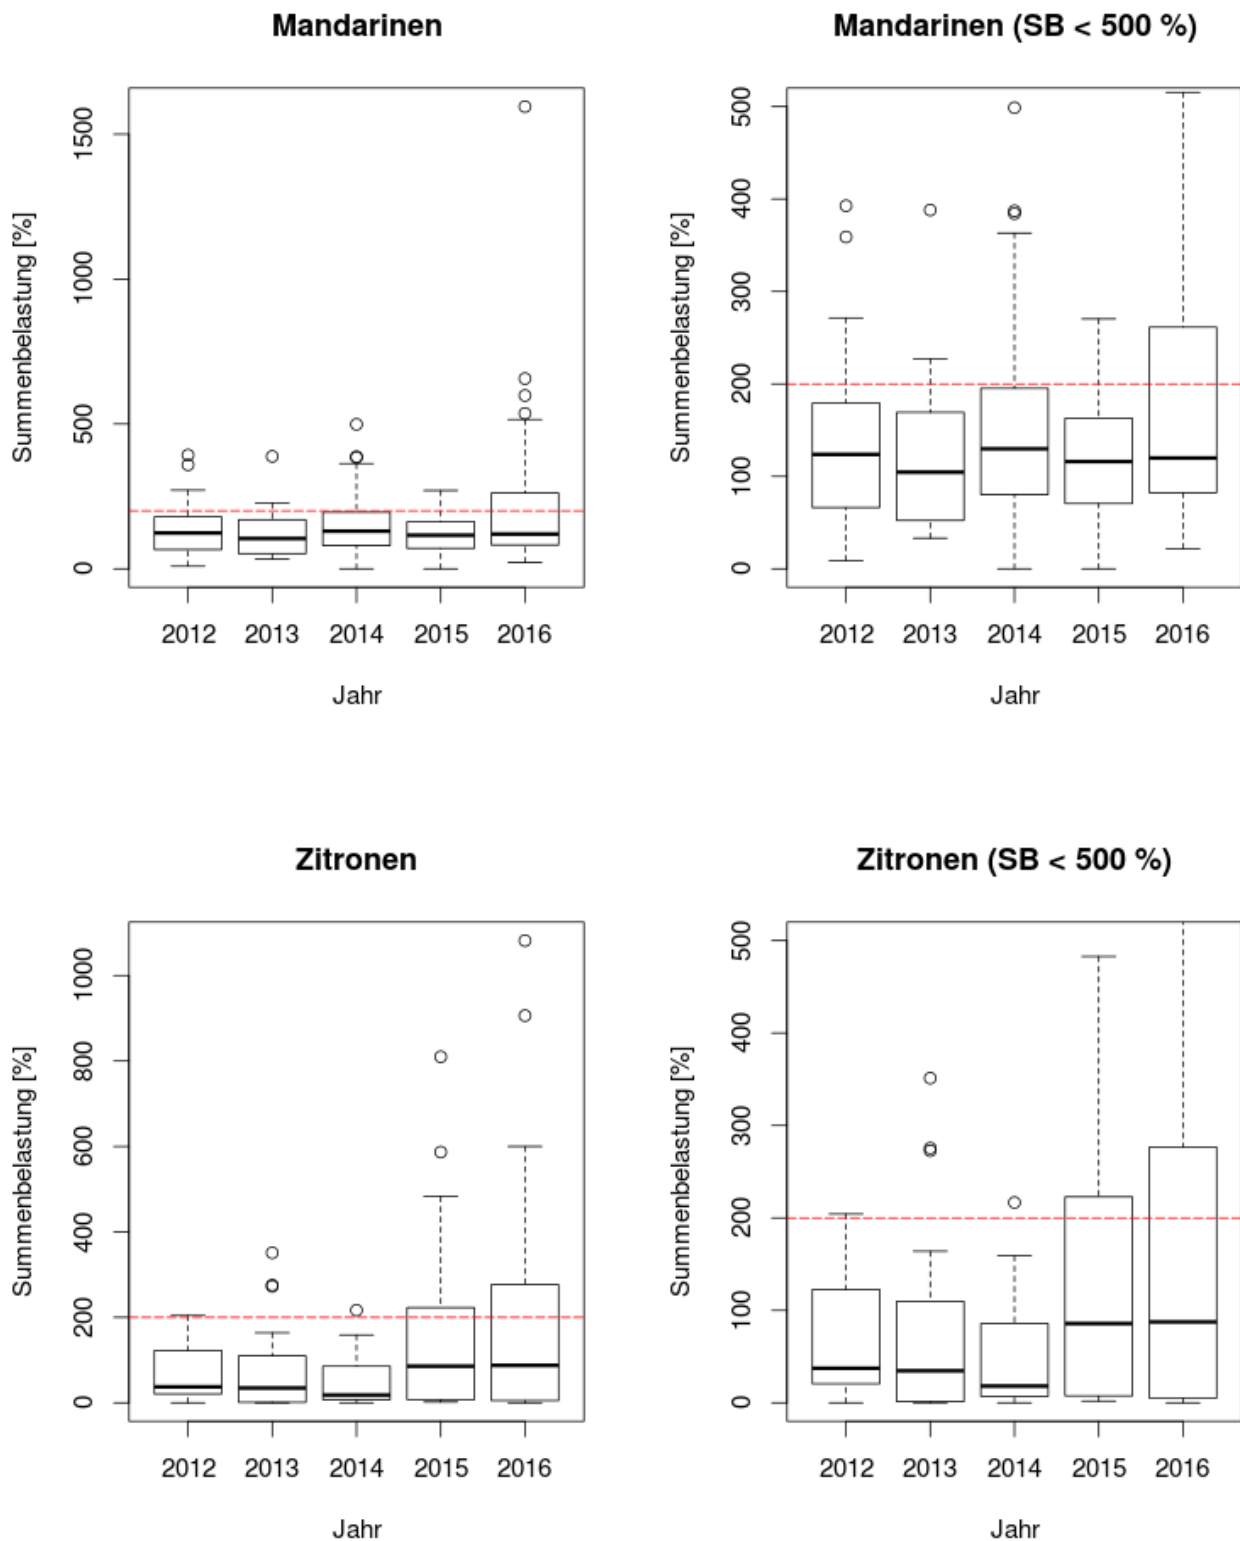 Mandarinen
Summenbelastung [%]
1500
1000
500
0
2012 2013 2014 2015 2016
Jahr
Mandarinen (SB < 500 %)
Summenbelastung [%]
500
400
300
200
100
0
2012 2013 2014 2015 2016
Jahr
Zitronen
Summenbelastung [%]
1000
800
600
400
200
0
2012 2013 2014 2015 2016
Jahr
Zitronen (SB < 500 %)
Summenbelastung [%]
500
400
300
200
100
0
2012 2013 2014 2015 2016
Jahr